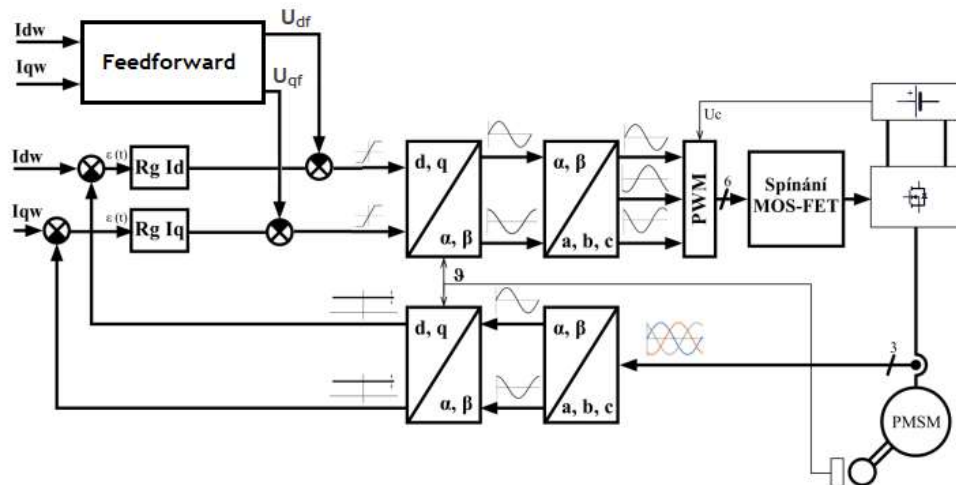 Idw
Iqw
Feedforward
Udf
Uqf
Idw
ε(t)
Rg Id
Iqw
ε(t)
Rg Iq
d, q
α, β
α, β
a, b, c
PWM
Uc
6
Spínání
MOS-FET
ϑ
d, q
α, β
α, β
a, b, c
3
PMSM